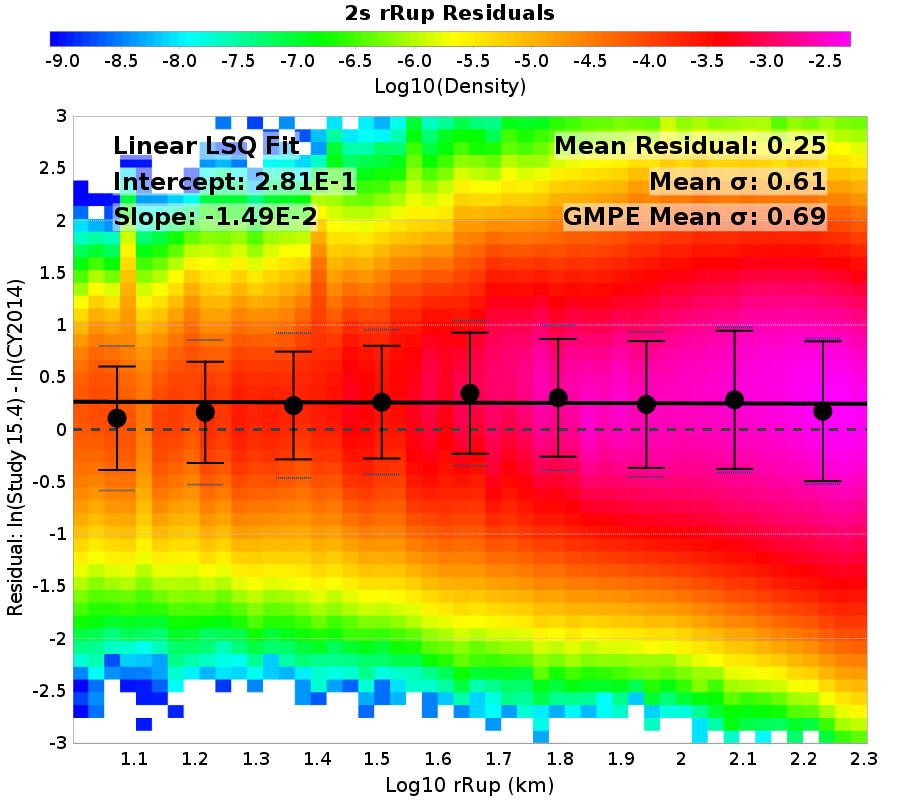 2s rRup Residuals
-9.0 -8.5 -8.0 -7.5 -7.0 -6.5 -6.0 -5.5 -5.0 -4.5 -4.0 -3.5 -3.0 -2.5
Log10(Density)
Linear LSQ Fit
Intercept: 2.81E-1
Slope: -1.49E-2
Mean Residual: 0.25
Mean σ: 0.61
GMPE Mean σ: 0.69
Residual: ln(Study 15.4) - ln(CY2014)
3
2.5
2
1.5
1
0.5
0
-0.5
-1
-1.5
-2
-2.5
-3
1.1 1.2 1.3 1.4 1.5 1.6 1.7 1.8 1.9 2 2.1 2.2 2.3
Log10 rRup (km)